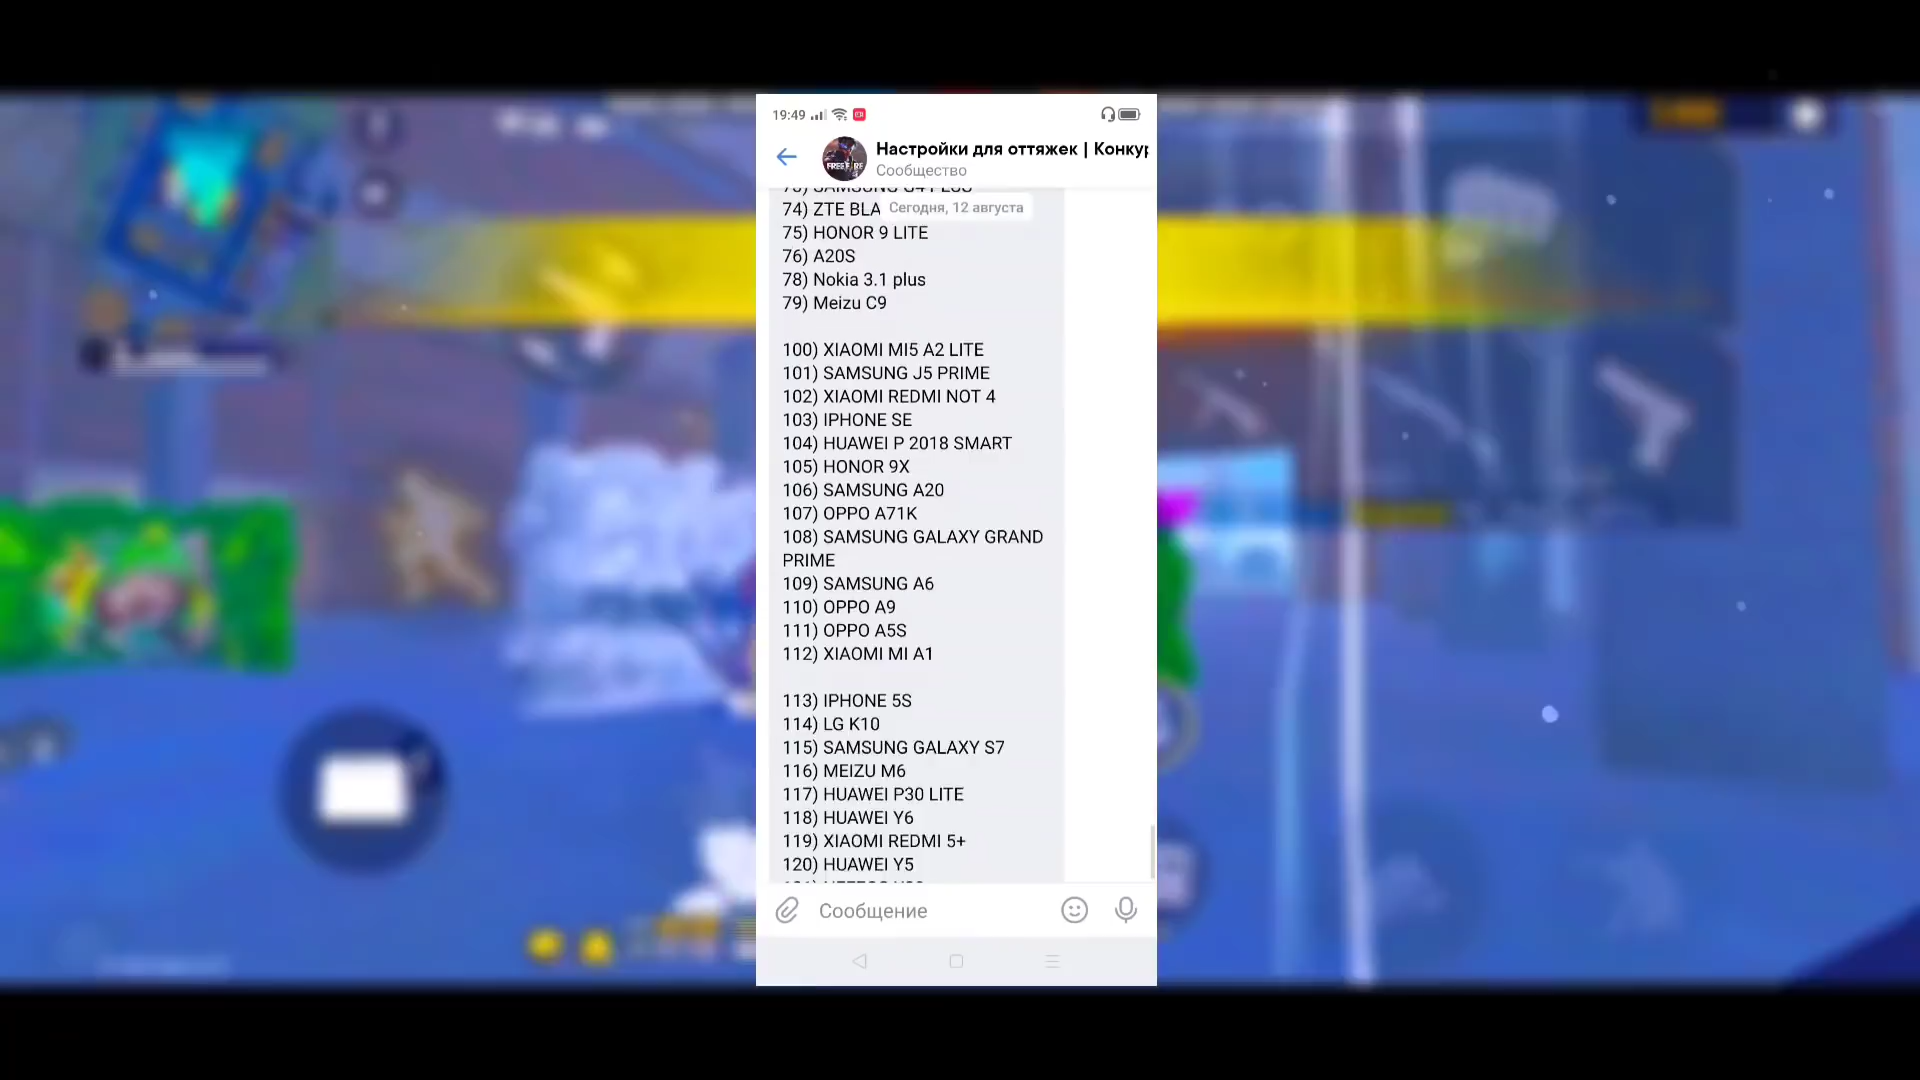 19:49
Настройки для оттяжек | Конкур
Сообщество
74) ZTE BLA
Сегодня, 12 августа
75) HONOR 9 LITE
76) A20S
78) Nokia 3.1 plus
79) Meizu C9
100) XIAOMI MI5 A2 LITE
101) SAMSUNG J5 PRIME
102) XIAOMI REDMI NOT 4
103) IPHONE SE
104) HUAWEI P 2018 SMART
105) HONOR 9X
106) SAMSUNG A20
107) OPPO A71K
108) SAMSUNG GALAXY GRAND
PRIME
109) SAMSUNG A6
110) OPPO A9
111) OPPO A5S
112) XIAOMI MI A1
113) IPHONE 5S
114) LG K10
115) SAMSUNG GALAXY S7
116) MEIZU M6
117) HUAWEI P30 LITE
118) HUAWEI Y6
119) XIAOMI REDMI 5+
120) HUAWEI Y5
Сообщение